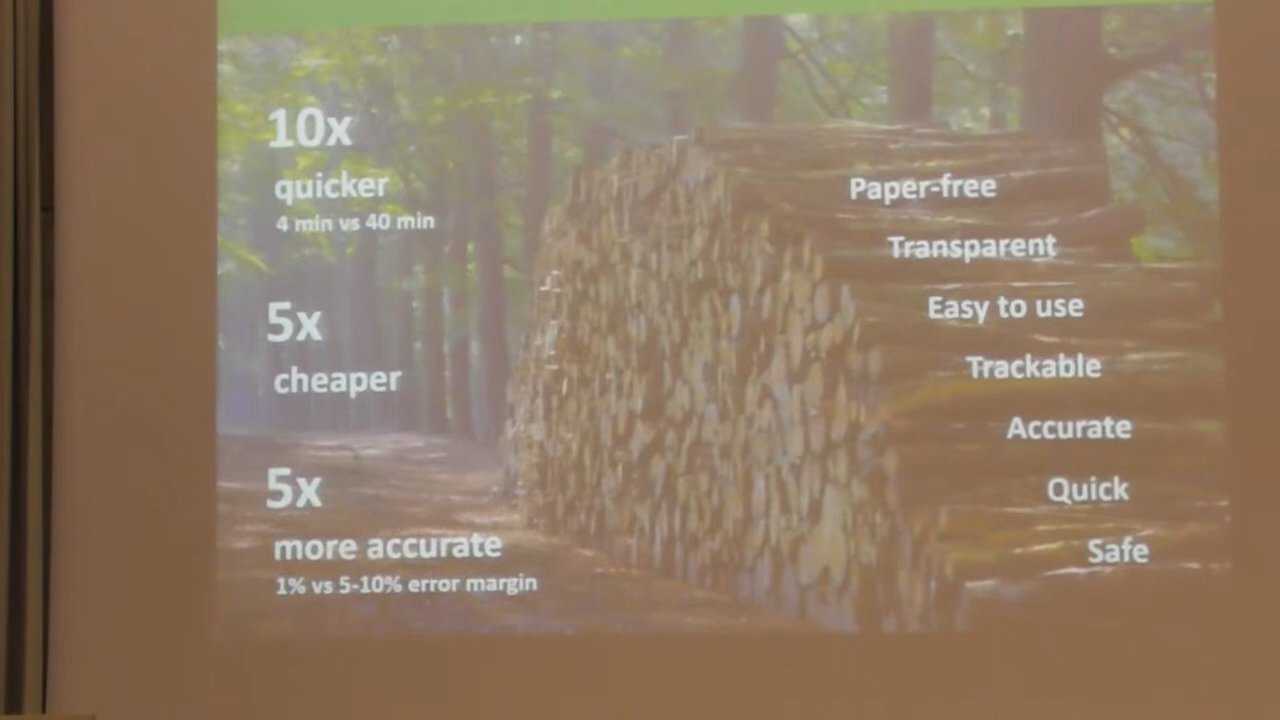 10x
quicker
4 min vs 40 min
5x
cheaper
5x
more accurate
1% vs 5-10% error margin
Paper-free
Transparent
Easy to use
Trackable
Accurate
Quick
Safe